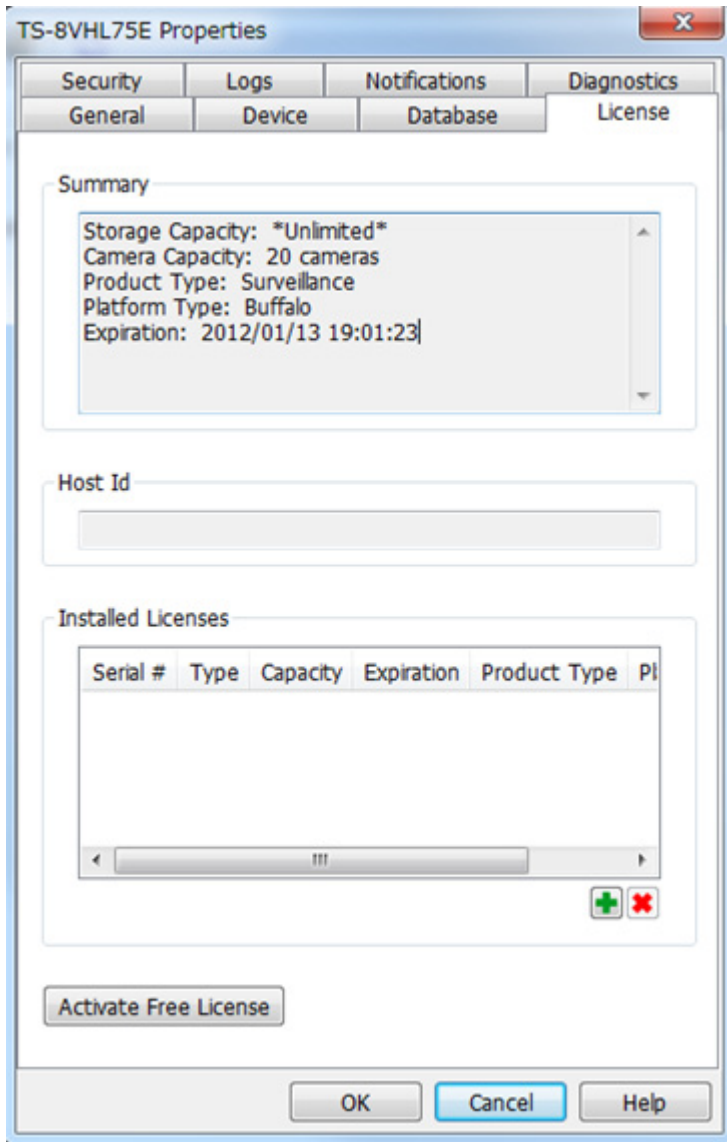 TS-8VHL75E Properties
Security Logs Notifications Diagnostics
General Device Database License
Summary
Storage Capacity: *Unlimited*
Camera Capacity: 20 cameras
Product Type: Surveillance
Platform Type: Buffalo
Expiration: 2012/01/13 19:01:23
Host Id
Installed Licenses
Serial # Type Capacity Expiration Product Type Pl
Activate Free License
OK Cancel Help